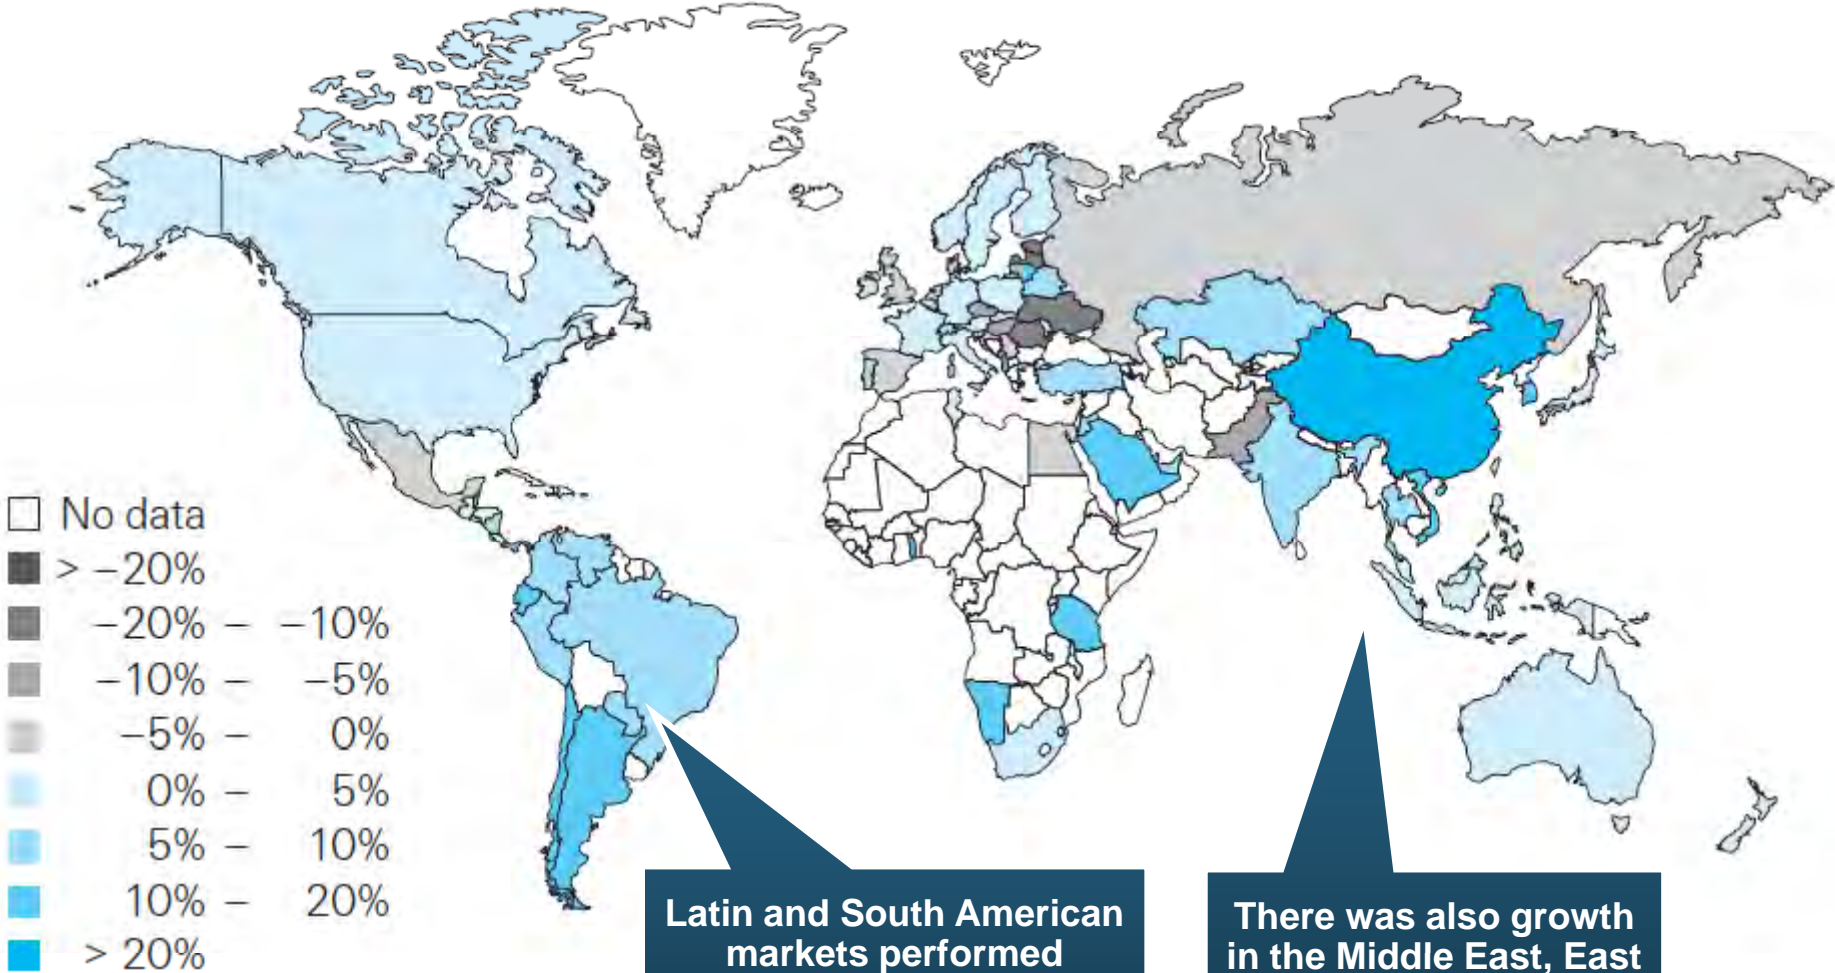 No data
> −20%
−20% – −10%
−10% – −5%
−5% – 0%
0% – 5%
5% – 10%
10% – 20%
> 20%
Latin and South American
markets performed
There was also growth
in the Middle East, East